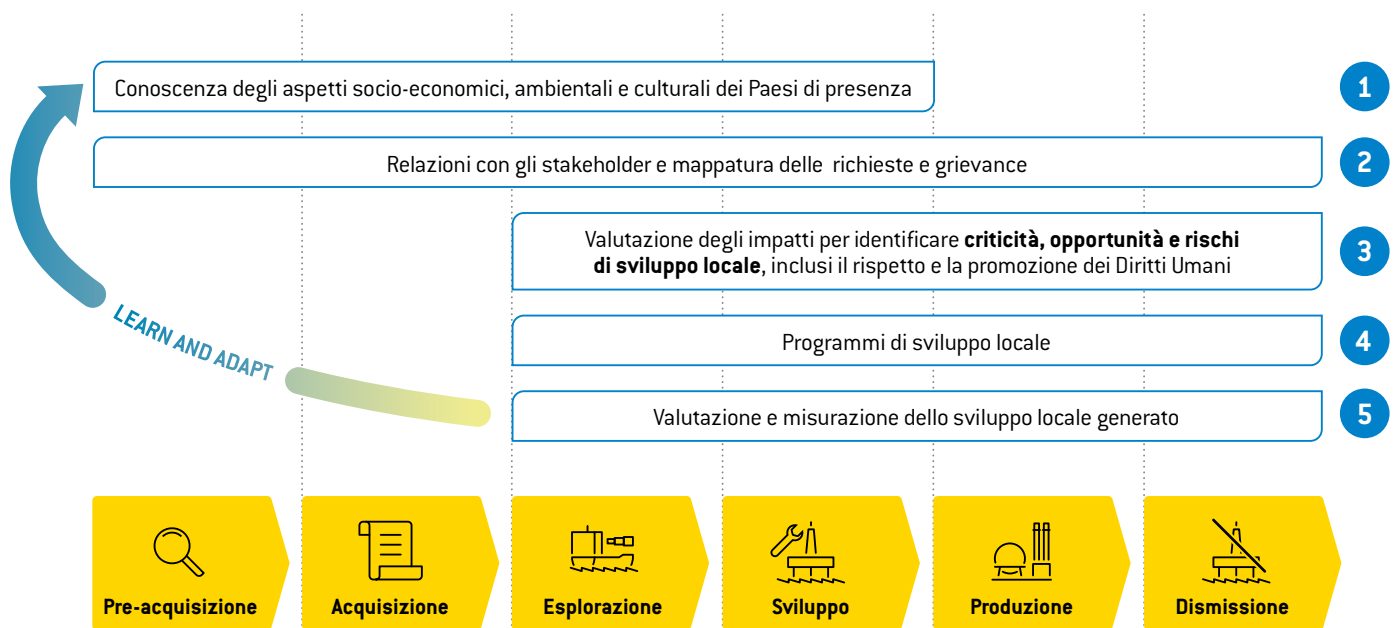 Conoscenza degli aspetti socio-economici, ambientali e culturali dei Paesi di presenza
1
Relazioni con gli stakeholder e mappatura delle richieste e grievance
2
Valutazione degli impatti per identificare criticità, opportunità e rischi
di sviluppo locale, inclusi il rispetto e la promozione dei Diritti Umani
3
LEARN AND ADAPT
Programmi di sviluppo locale
4
Valutazione e misurazione dello sviluppo locale generato
5
Pre-acquisizione
Acquisizione
Esplorazione
Sviluppo
Produzione
Dismissione